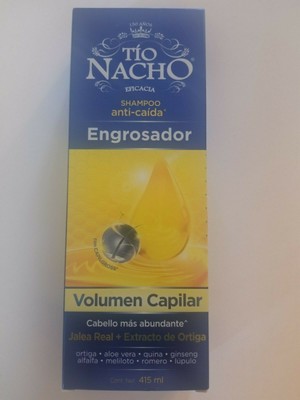 TÍO
NACHO
EFICACIA
SHAMPOO
anti-caída
Engrosador
Volumen Capilar
Cabello más abundante*
Jalea Real + Extracto de Ortiga
ortiga • aloe vera • quina • ginseng
alfalfa • meliloto • romero • lúpulo
415 ml